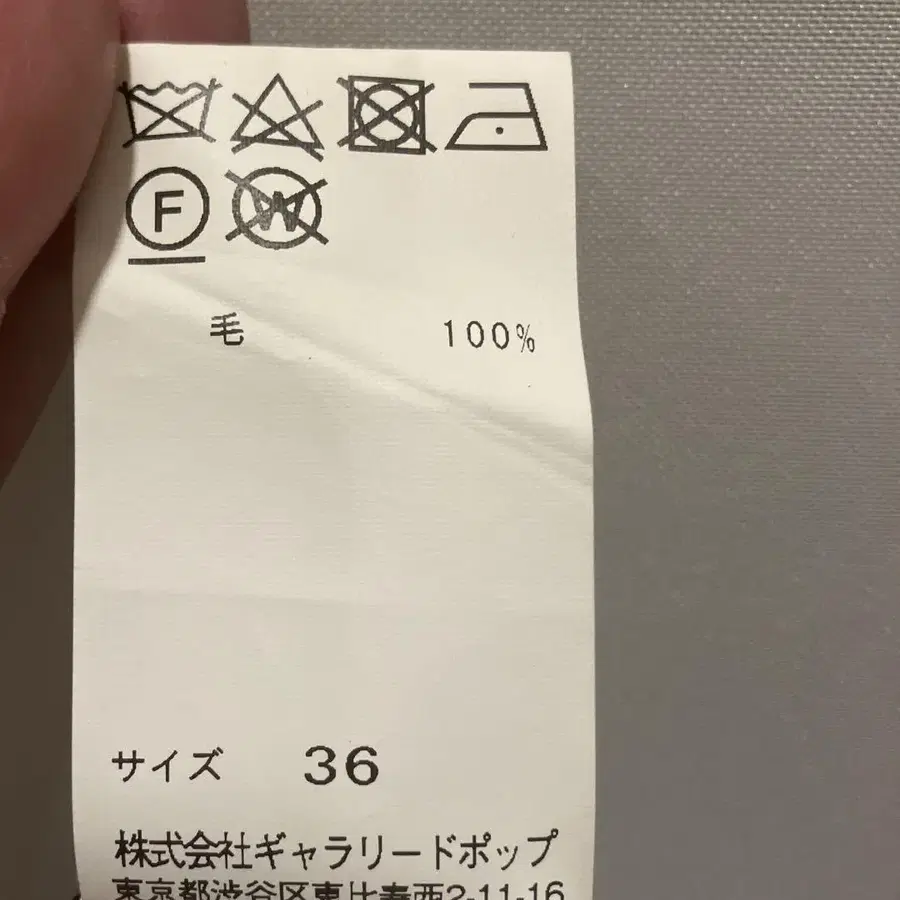 F W
毛 100%
サイズ 36
株式会社ギャラリードポップ
東京都渋谷区恵比寿西2-11-16